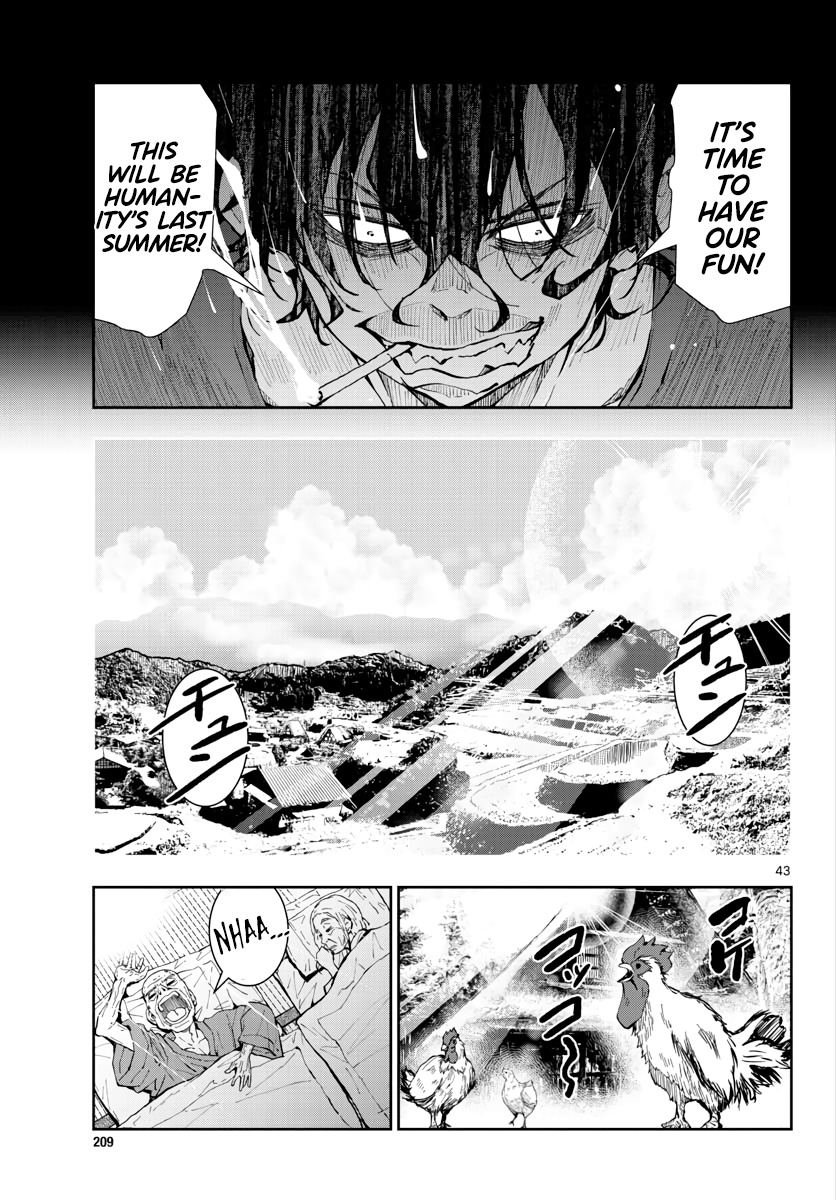 IT'S
TIME
TO
HAVE
OUR
FUN!
THIS
WILL BE
HUMAN-
ITY'S LAST
SUMMER!
チュン
チュン
43
コケ
コッ
コ〜
NHAA...
209